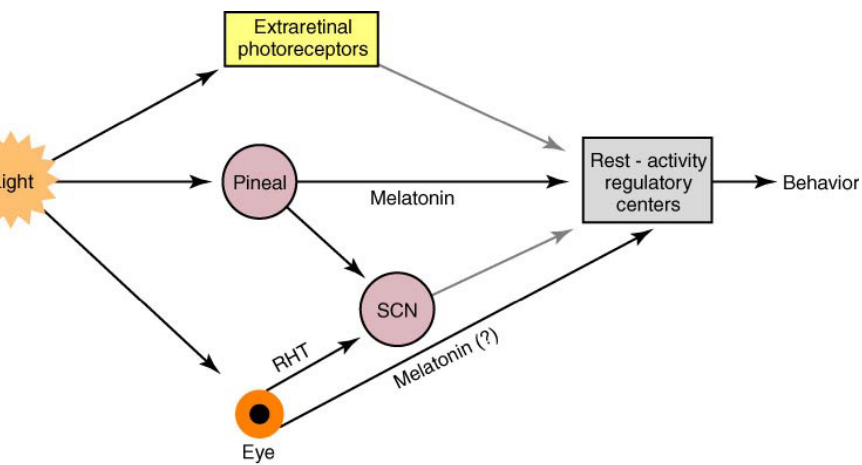 Extraretinal
photoreceptors
ight
Pineal
Melatonin
Rest - activity
regulatory
centers
Behavior
SCN
RHT
Melatonin (?)
Eye